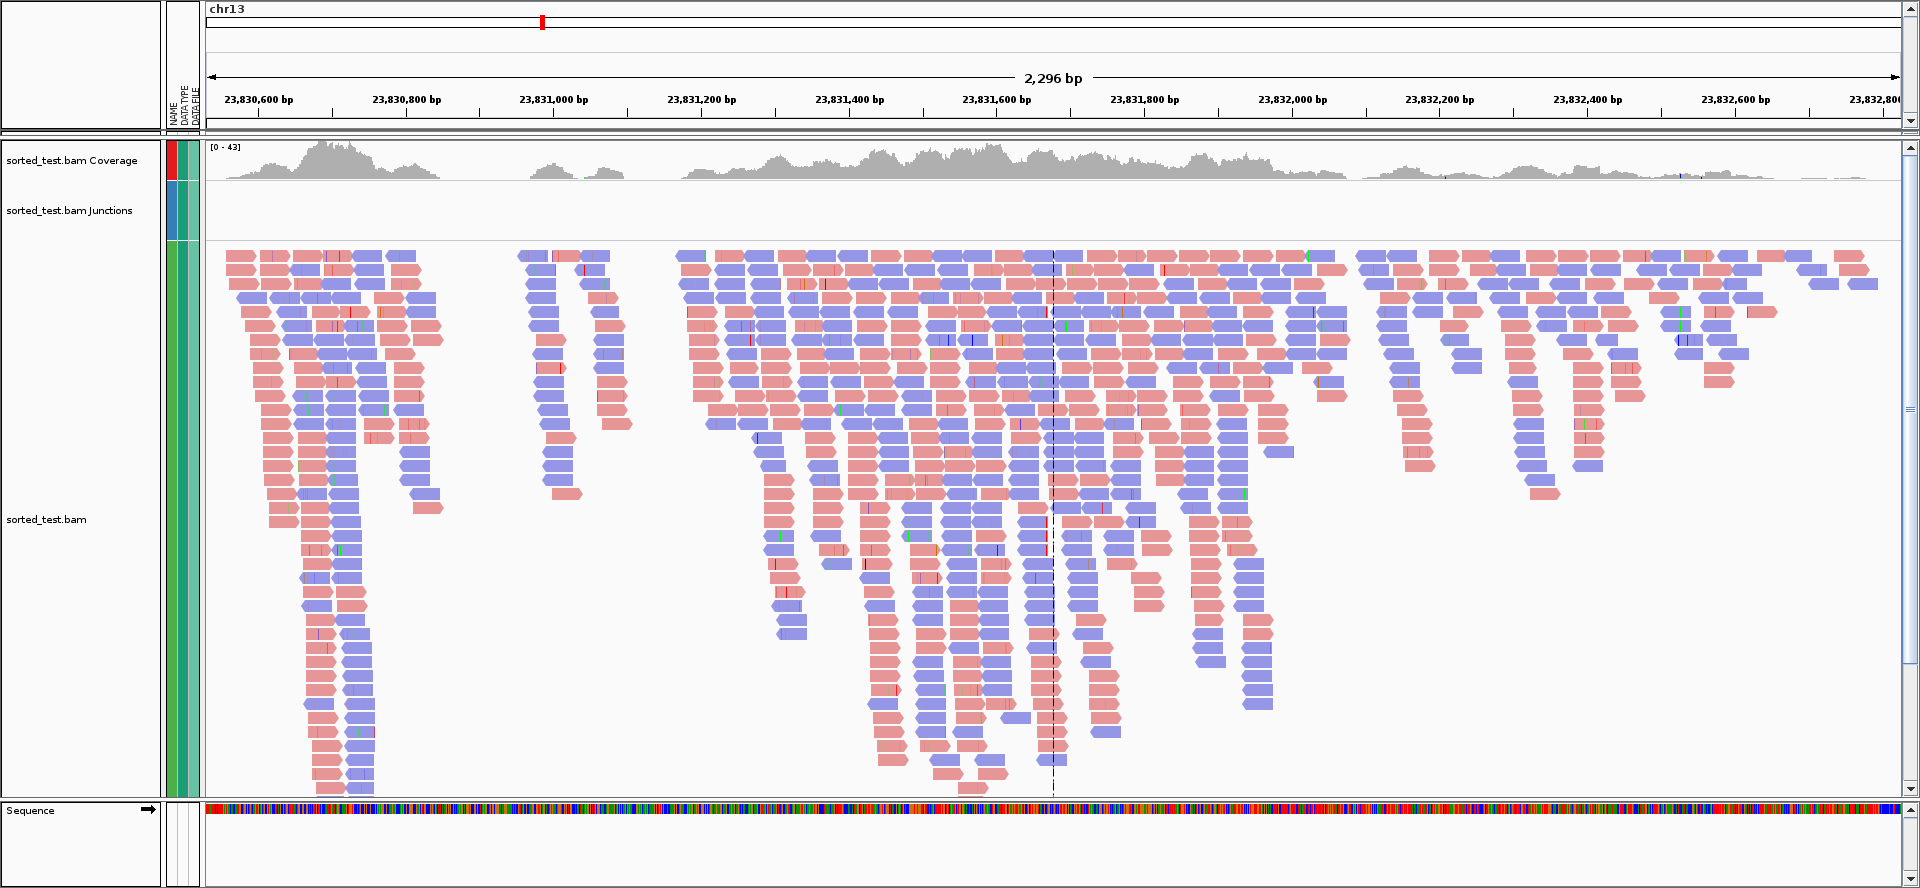 chr13
2,296 bp
23,830,600 bp 23,830,800 bp 23,831,000 bp 23,831,200 bp 23,831,400 bp 23,831,600 bp 23,831,800 bp 23,832,000 bp 23,832,200 bp 23,832,400 bp 23,832,600 bp 23,832,800
NAME
DATA TYPE
DATA FILE
[0 - 43]
sorted_test.bam Coverage
sorted_test.bam Junctions
sorted_test.bam
Sequence